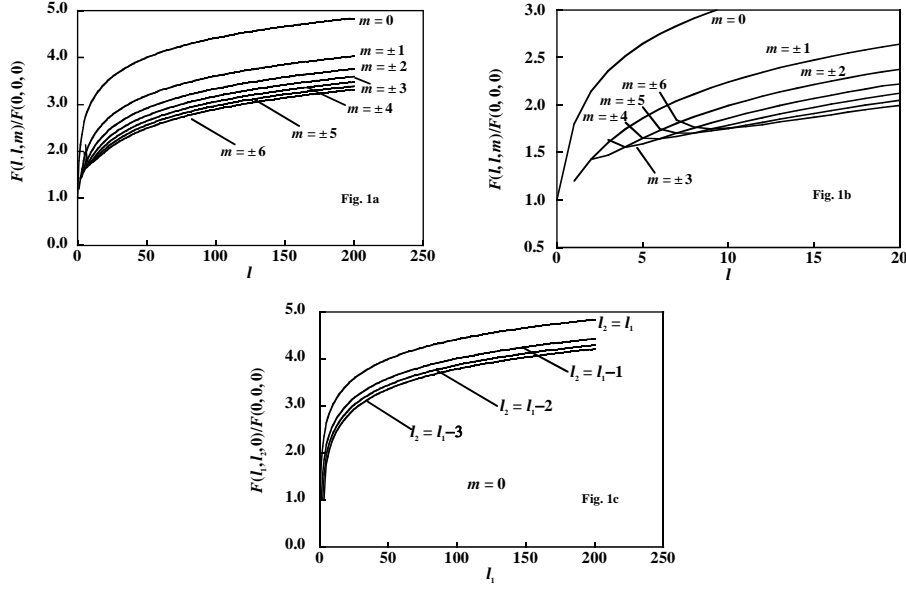 5.0
4.0
3.0
2.0
1.0
0.0
F(l,l,m)/F(0,0,0)
m = 0
m = ± 1
m = ± 2
m = ± 3
m = ± 4
m = ± 5
m = ± 6
Fig. 1a
0 50 100 150 200 250
l
3.0
2.5
2.0
1.5
1.0
0.5
F(l,l,m)/F(0,0,0)
m = 0
m = ± 1
m = ± 2
m = ± 6
m = ± 5
m = ± 4
m = ± 3
Fig. 1b
0 5 10 15 20
l
5.0
4.0
3.0
2.0
1.0
0.0
F(l₁,l₂,0)/F(0,0,0)
l₂ = l₁
l₂ = l₁–1
l₂ = l₁–2
l₂ = l₁–3
m = 0
Fig. 1c
0 50 100 150 200 250
l₁